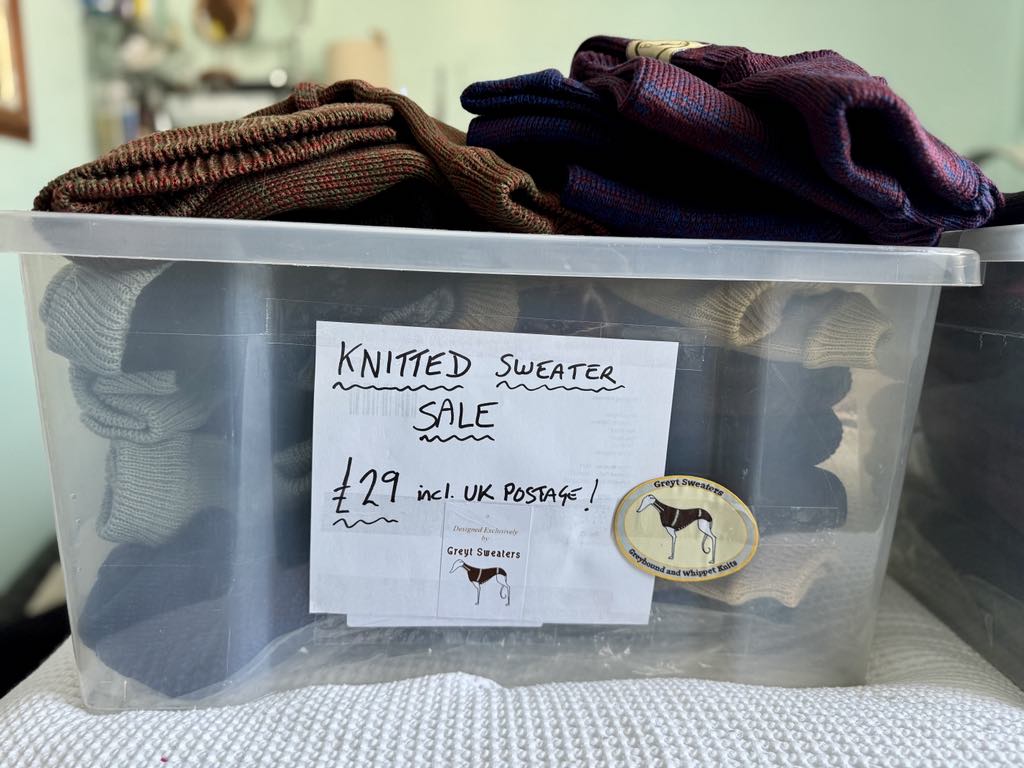 KNITTED SWEATER
SALE
£29 incl. UK POSTAGE!
Designed Exclusively
by
Greyt Sweaters
Greyt Sweaters
Greyhound and Whippet Knits